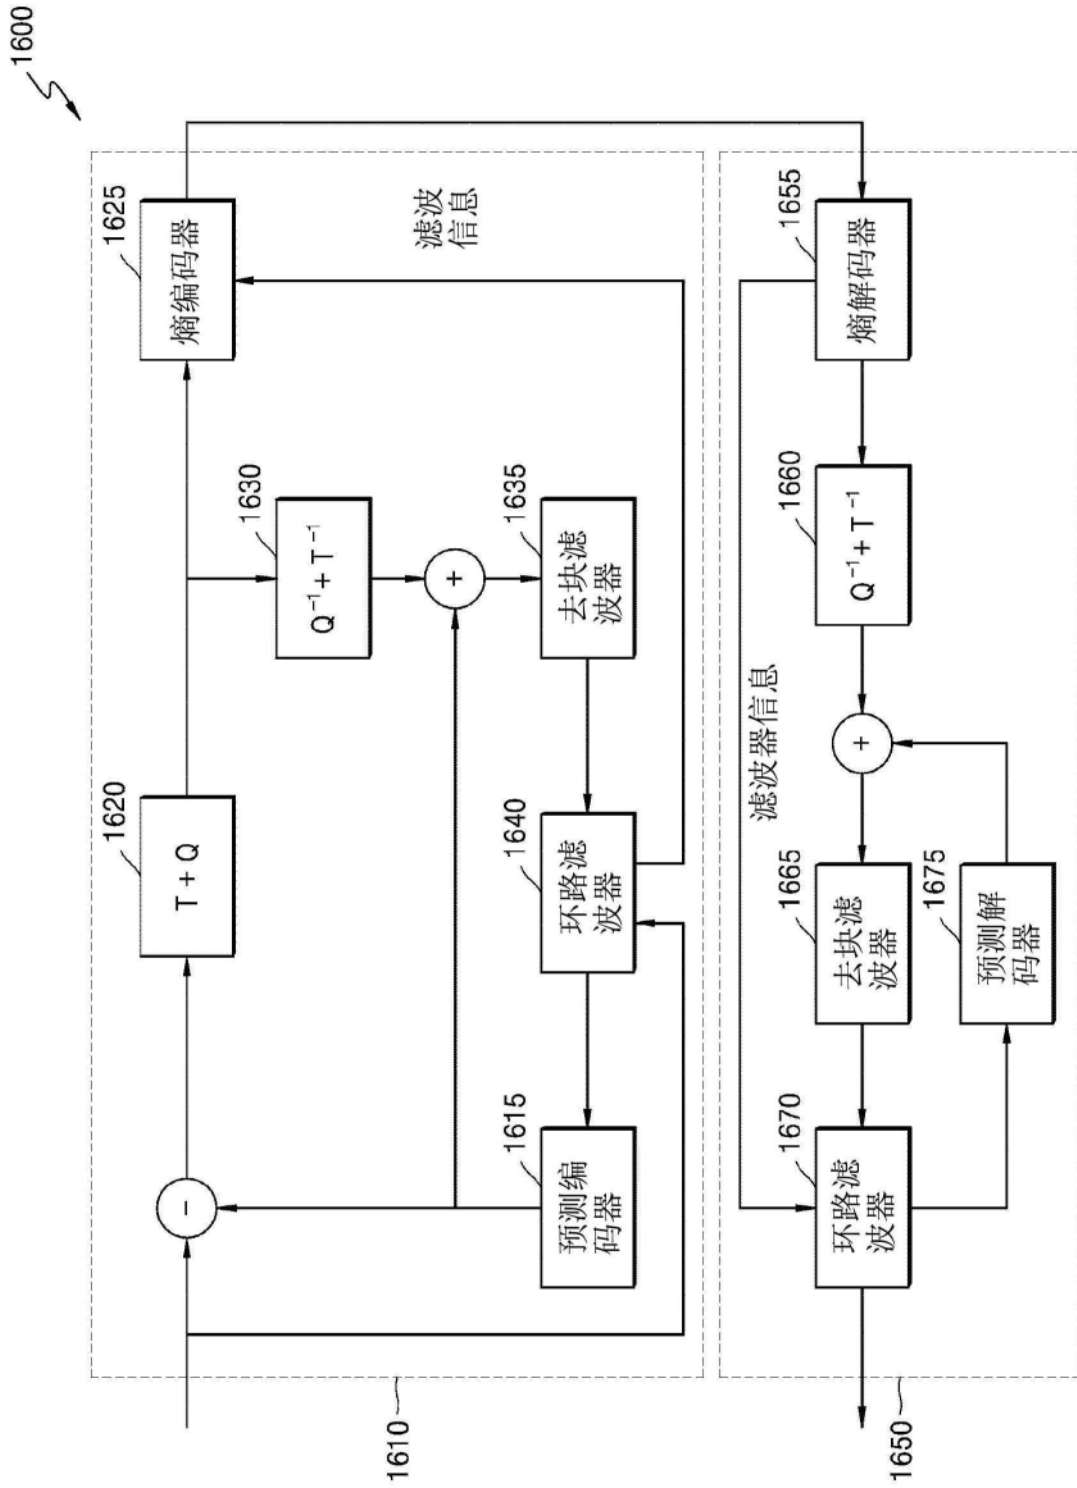 1600
1610
1625
熵编码器
滤波
信息
1620
T + Q
1630
Q⁻¹ + T⁻¹
1635
去块滤
波器
1640
环路滤
波器
1615
预测编
码器
-
+
1650
1655
熵解码器
1660
Q⁻¹ + T⁻¹
滤波器信息
+
1665
去块滤
波器
1675
预测解
码器
1670
环路滤
波器